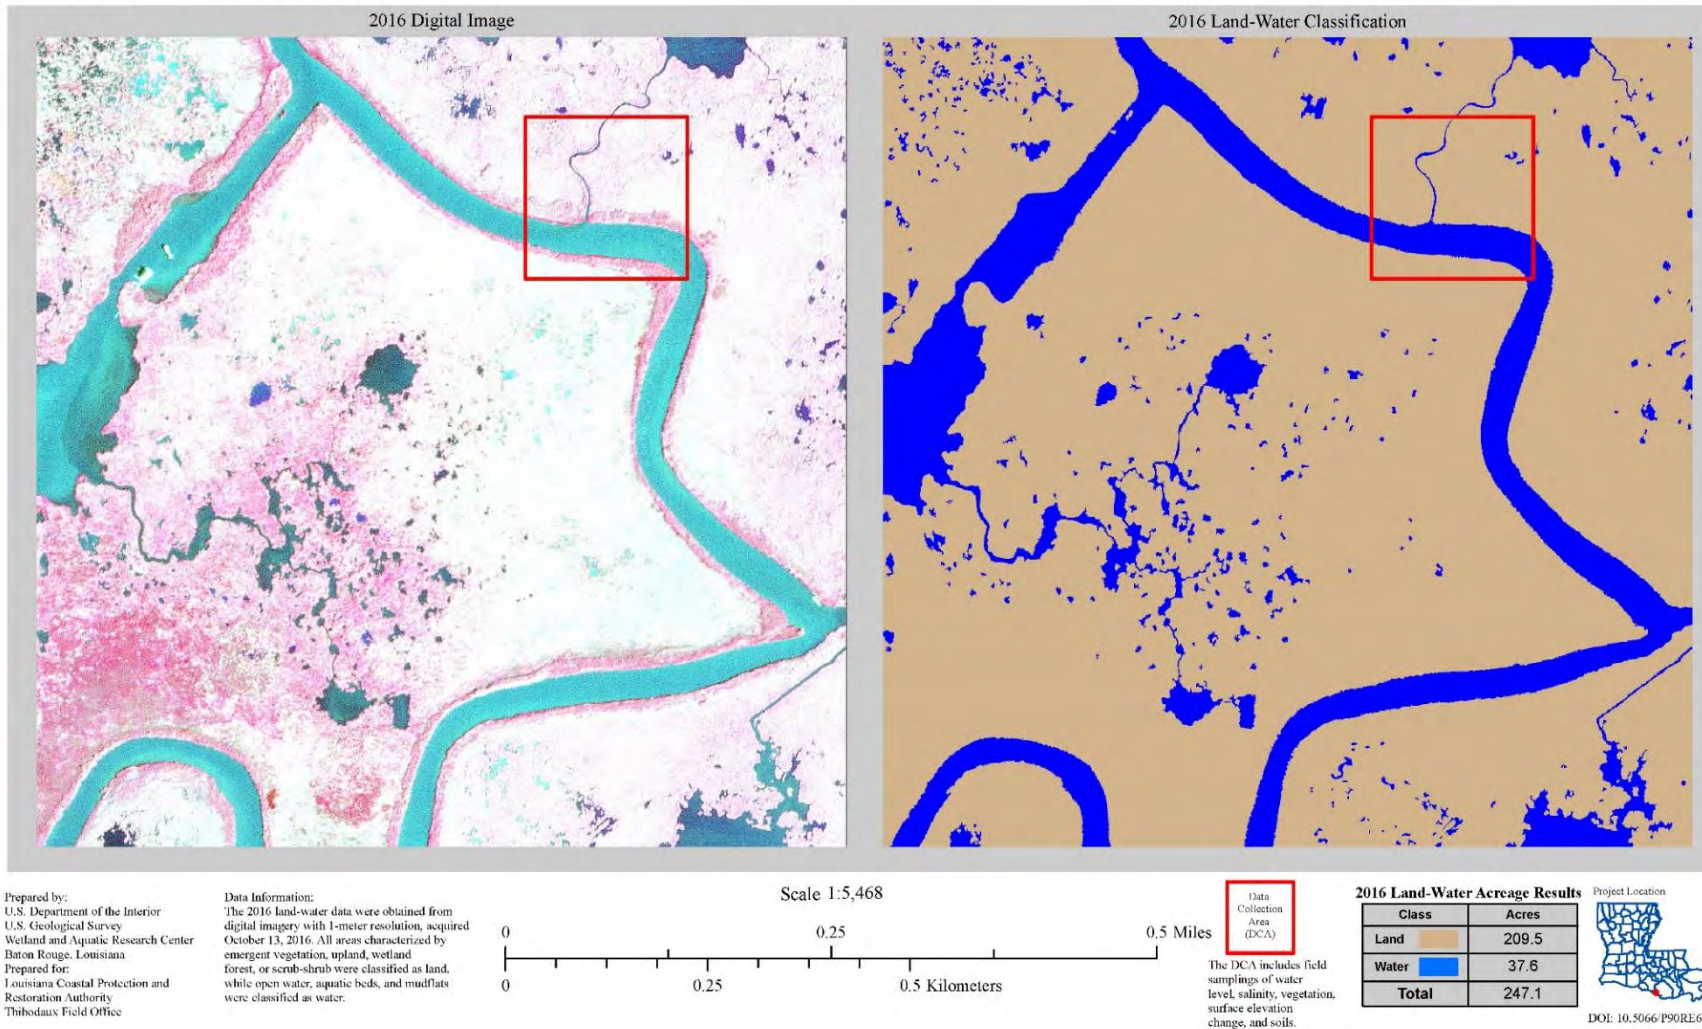 2016 Digital Image
2016 Land-Water Classification
Prepared by:
U.S. Department of the Interior
U.S. Geological Survey
Wetland and Aquatic Research Center
Baton Rouge, Louisiana
Prepared for:
Louisiana Coastal Protection and
Restoration Authority
Thibodaux Field Office
Data Information:
The 2016 land-water data were obtained from
digital imagery with 1-meter resolution, acquired
October 13, 2016. All areas characterized by
emergent vegetation, upland, wetland
forest, or scrub-shrub were classified as land,
while open water, aquatic beds, and mudflats
were classified as water.
Scale 1:5,468
0 0.25 0.5 Miles
0 0.25 0.5 Kilometers
Data
Collection
Area
(DCA)
The DCA includes field
samplings of water
level, salinity, vegetation,
surface elevation
change, and soils.
2016 Land-Water Acreage Results
Class Acres
Land 209.5
Water 37.6
Total 247.1
Project Location
DOI: 10.5066/P90RE6